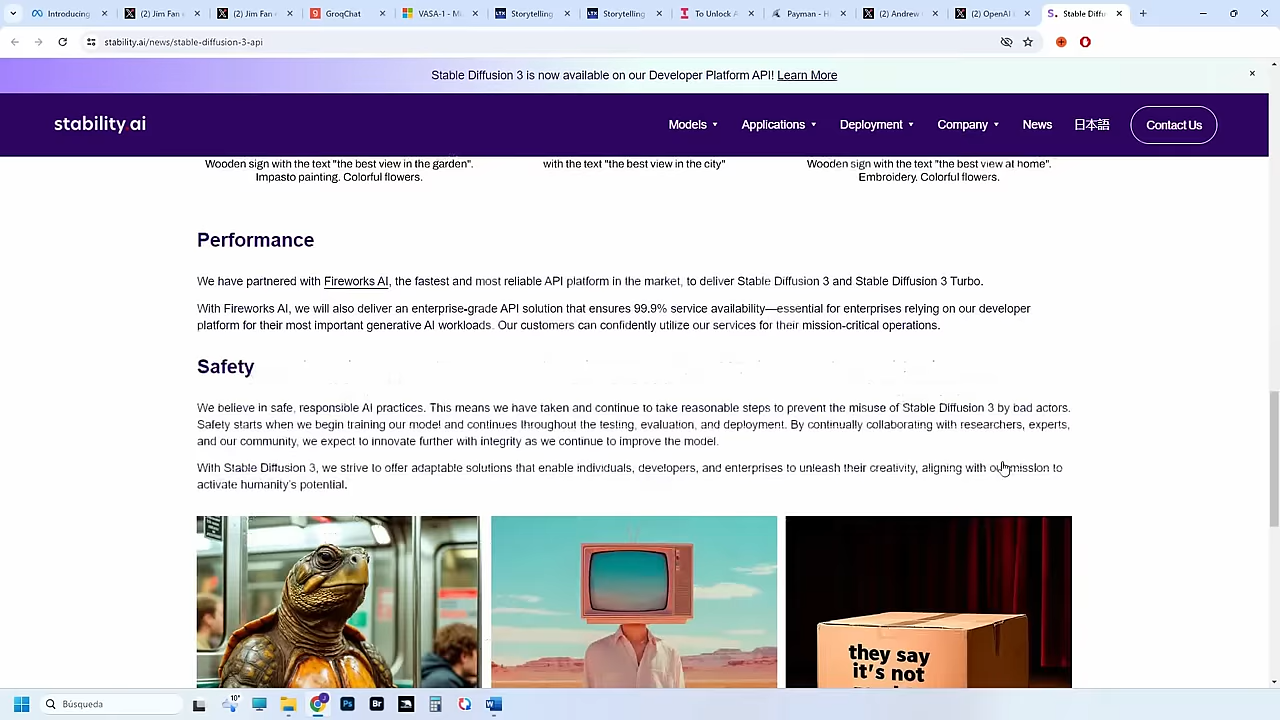 Introducing
(2) Jim Fan
(2) Jim Fan
GroqChat
VASA-1 - M
Storytelling
Storytelling
To Unlock A
Payman - H
(2) Andrew
(2) OpenAI
Stable Diffu
stability.ai/news/stable-diffusion-3-api
Stable Diffusion 3 is now available on our Developer Platform API! Learn More
stability.ai
Models
Applications
Deployment
Company
News
日本語
Contact Us
Wooden sign with the text "the best view in the garden".
Impasto painting. Colorful flowers.
with the text "the best view in the city"
Wooden sign with the text "the best view at home".
Embroidery. Colorful flowers.
Performance
We have partnered with Fireworks AI, the fastest and most reliable API platform in the market, to deliver Stable Diffusion 3 and Stable Diffusion 3 Turbo.
With Fireworks AI, we will also deliver an enterprise-grade API solution that ensures 99.9% service availability—essential for enterprises relying on our developer
platform for their most important generative AI workloads. Our customers can confidently utilize our services for their mission-critical operations.
Safety
We believe in safe, responsible AI practices. This means we have taken and continue to take reasonable steps to prevent the misuse of Stable Diffusion 3 by bad actors.
Safety starts when we begin training our model and continues throughout the testing, evaluation, and deployment. By continually collaborating with researchers, experts,
and our community, we expect to innovate further with integrity as we continue to improve the model.
With Stable Diffusion 3, we strive to offer adaptable solutions that enable individuals, developers, and enterprises to unleash their creativity, aligning with our mission to
activate humanity's potential.
they say
it's not
Búsqueda
10°
Ps
Br